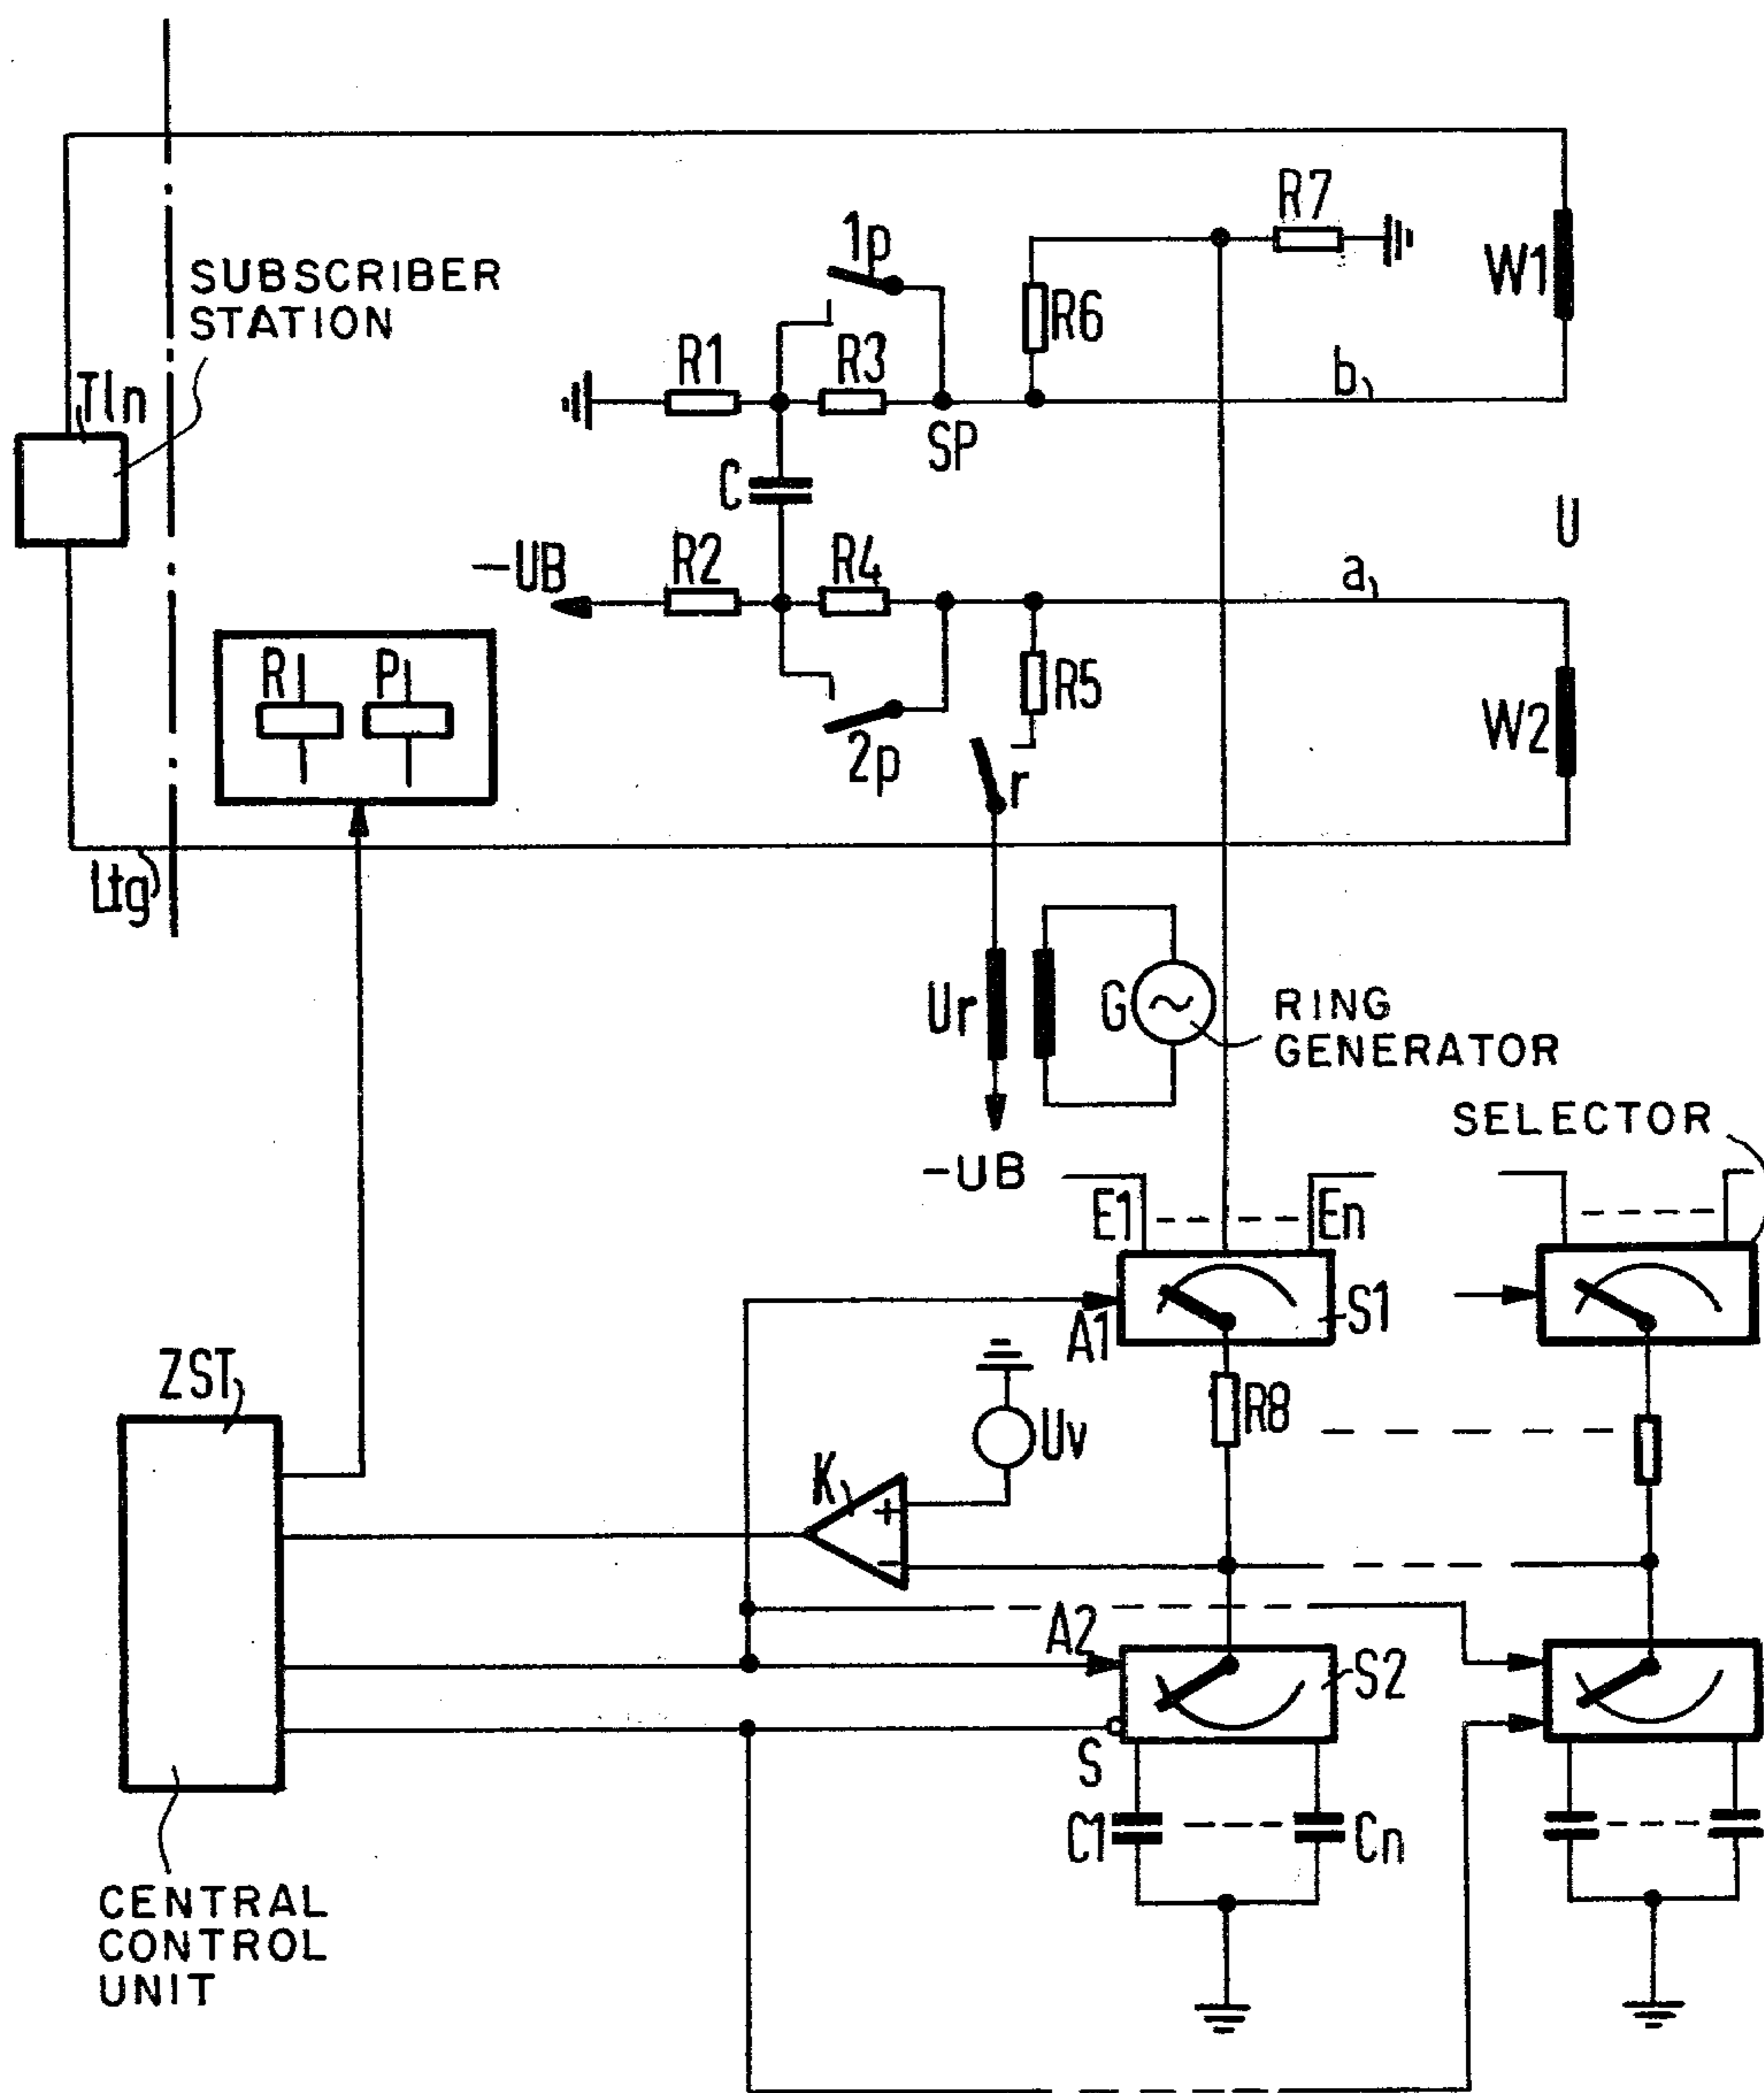 R7
1p
W1
SUBSCRIBER
STATION
R6
R1
R3
b
Tln
SP
C
U
-UB
R2
R4
a
R
P
R5
W2
2p
r
Ltg
Ur
G
RING
GENERATOR
SELECTOR
-UB
E1
En
A1
S1
ZST
R8
Uv
K
+
-
A2
S2
S
C1
Cn
CENTRAL
CONTROL
UNIT